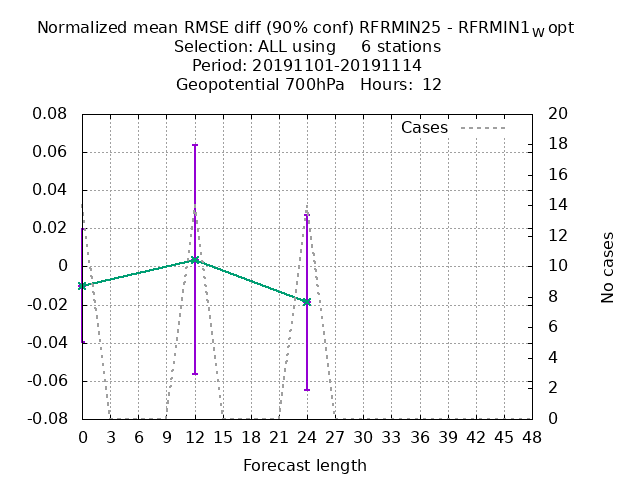 Normalized mean RMSE diff (90% conf) RFRMIN25 - RFRMIN1wopt
Selection: ALL using 6 stations
Period: 20191101-20191114
Geopotential 700hPa Hours: 12
Cases
0.08
0.06
0.04
0.02
0
-0.02
-0.04
-0.06
-0.08
20
18
16
14
12
10
8
6
4
2
0
No cases
0 3 6 9 12 15 18 21 24 27 30 33 36 39 42 45 48
Forecast length